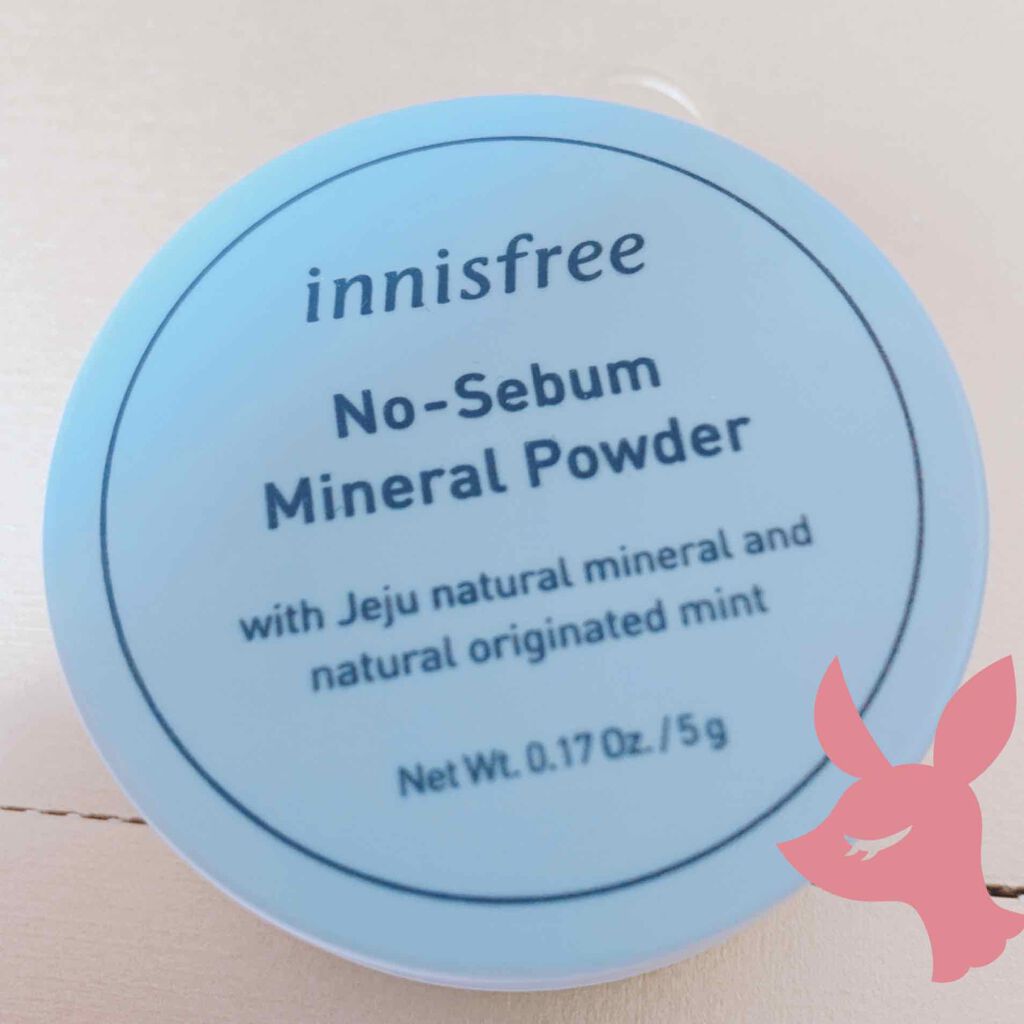 innisfree
No-Sebum
Mineral Powder
with Jeju natural mineral and
natural originated mint
Net Wt. 0.17 Oz. / 5 g